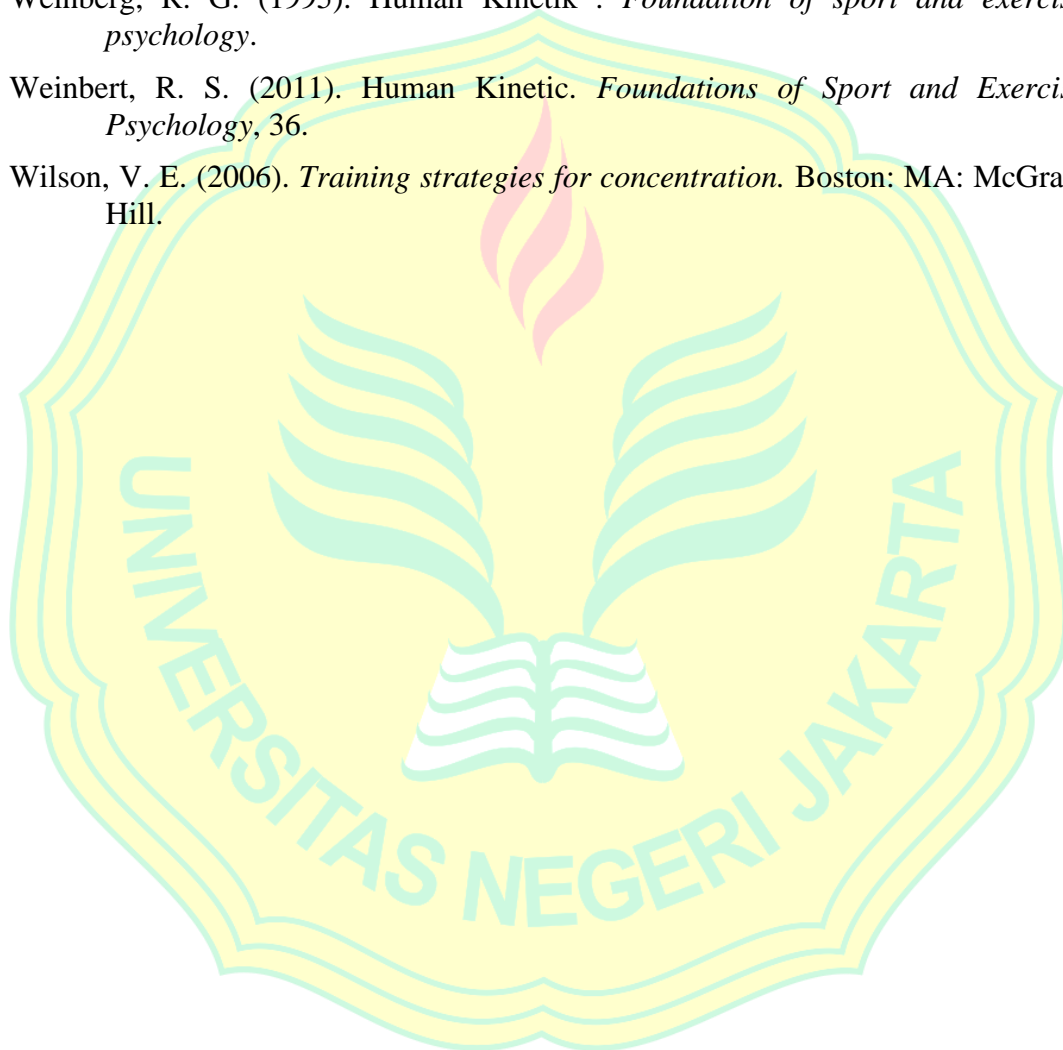 Weinberg, R. G. (1995). Human Kinetik . Foundation of sport and exercis
psychology.
Weinbert, R. S. (2011). Human Kinetic. Foundations of Sport and Exercis
Psychology, 36.
Wilson, V. E. (2006). Training strategies for concentration. Boston: MA: McGra
Hill.
UNIVERSITAS NEGERI JAKARTA